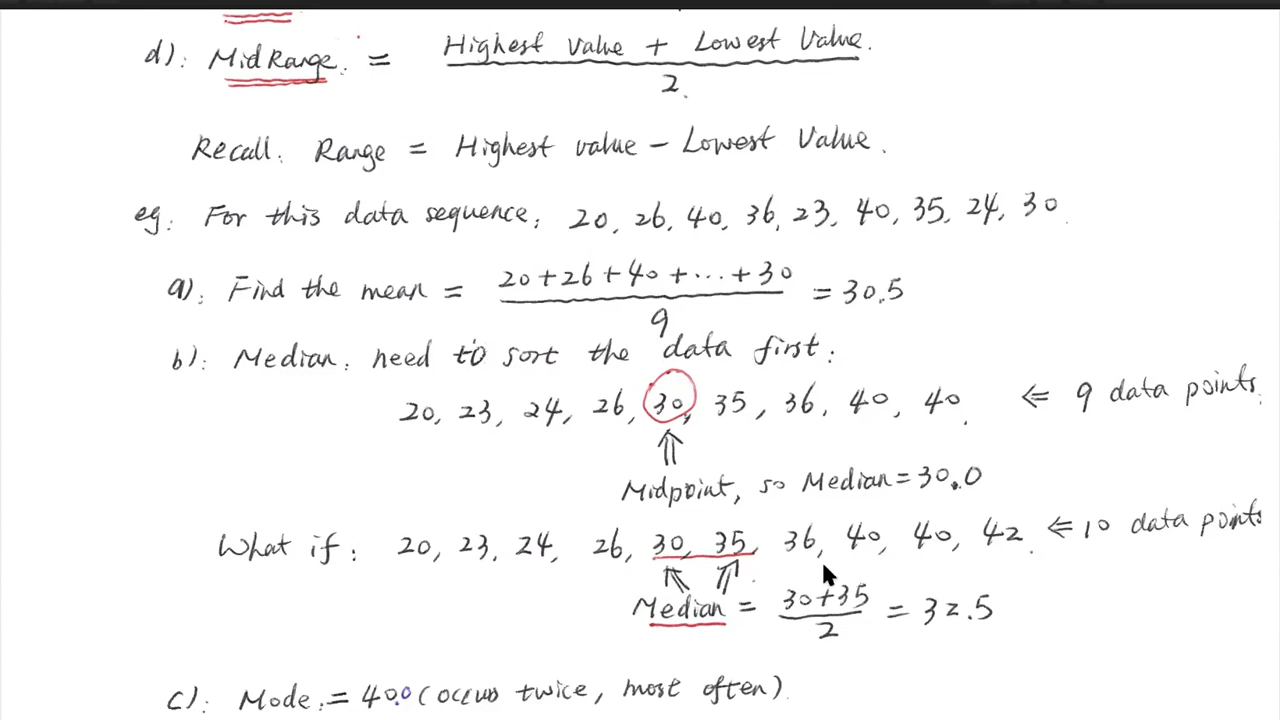 d): MidRange. = Highest Value + Lowest Value.
2.
Recall. Range = Highest value - Lowest Value.
eg: For this data sequence: 20, 26, 40, 36, 23, 40, 35, 24, 30.
a): Find the mean = 20+26+40+...+30 = 30.5
9
b): Median: need to sort the data first:
20, 23, 24, 26, 30, 35, 36, 40, 40. ⇐ 9 data points.
Midpoint, so Median = 30.0
What if: 20, 23, 24, 26, 30, 35, 36, 40, 40, 42. ⇐ 10 data points
Median = 30+35 = 32.5
2
c): Mode: = 40.0 (occurs twice, most often)